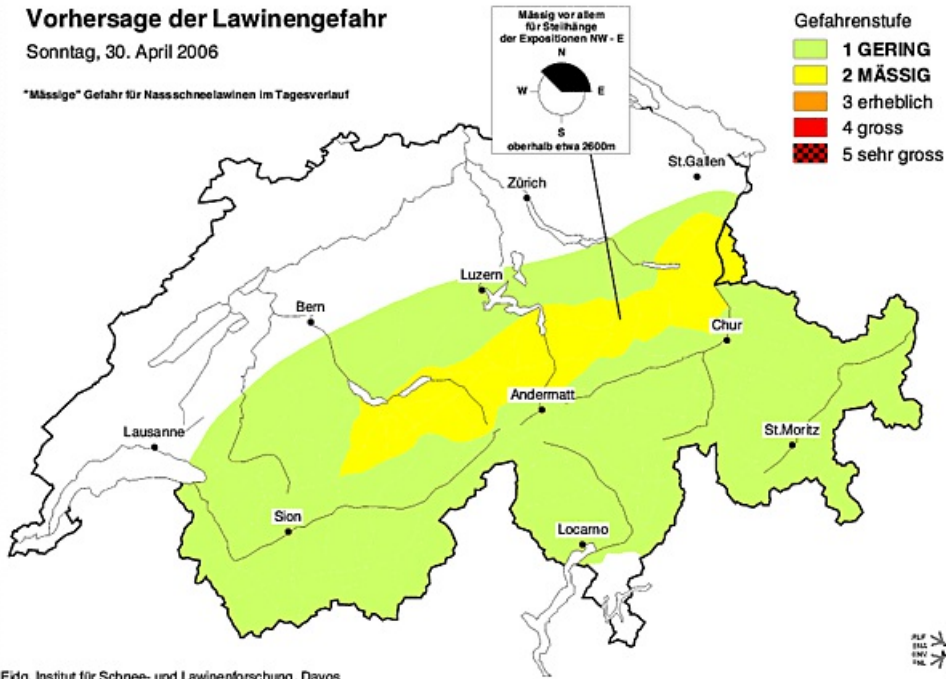 Vorhersage der Lawinengefahr
Sonntag, 30. April 2006
"Mässige" Gefahr für Nassschneelawinen im Tagesverlauf
Mässig vor allem
für Steilhänge
der Expositionen NW - E
N
W
E
S
oberhalb etwa 2600m
Gefahrenstufe
1 GERING
2 MÄSSIG
3 erheblich
4 gross
5 sehr gross
St.Gallen
Zürich
Luzern
Bern
Chur
Andermatt
Lausanne
St.Moritz
Sion
Locarno
Eidg. Institut für Schnee- und Lawinenforschung, Davos